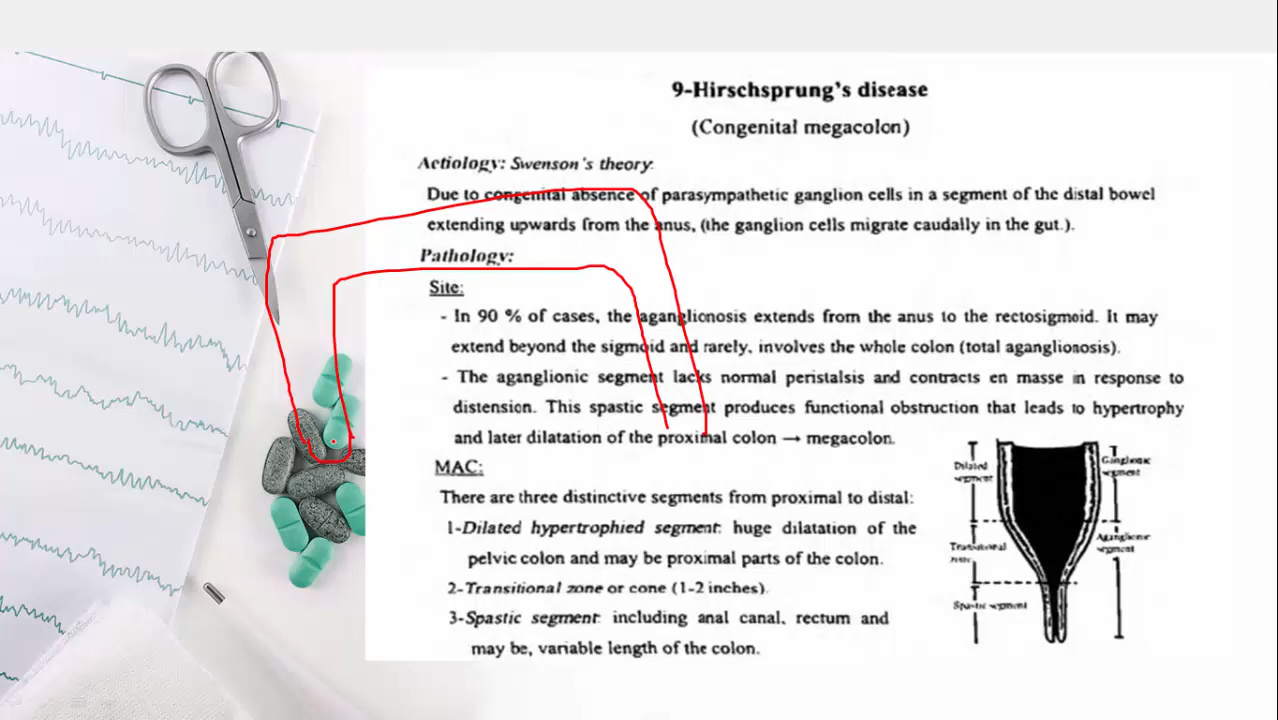 9-Hirschsprung's disease
(Congenital megacolon)
Aetiology: Swenson's theory.
Due to congenital absence of parasympathetic ganglion cells in a segment of the distal bowel
extending upwards from the anus, (the ganglion cells migrate caudally in the gut.).
Pathology:
Site:
- In 90 % of cases, the aganglionosis extends from the anus to the rectosigmoid. It may
extend beyond the sigmoid and rarely, involves the whole colon (total aganglionosis).
- The aganglionic segment lacks normal peristalsis and contracts en masse in response to
distension. This spastic segment produces functional obstruction that leads to hypertrophy
and later dilatation of the proximal colon → megacolon.
MAC:
There are three distinctive segments from proximal to distal:
1-Dilated hypertrophied segment: huge dilatation of the
pelvic colon and may be proximal parts of the colon.
2-Transitional zone or cone (1-2 inches).
3-Spastic segment: including anal canal, rectum and
may be, variable length of the colon.
Dilated
segment
Transitional
zone
Spastic segment
Ganglionic
segment
Aganglionic
segment